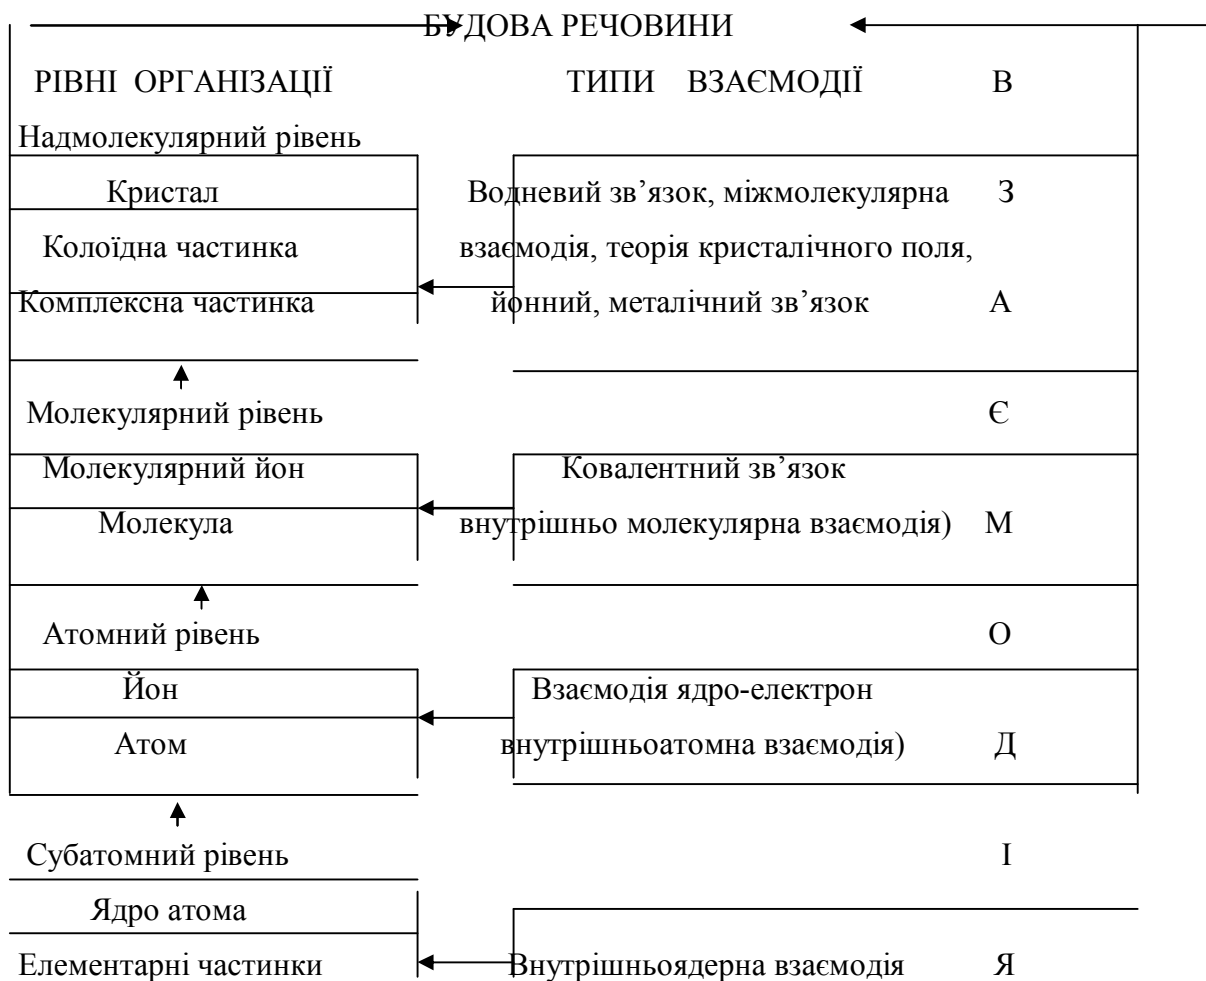 БУДОВА РЕЧОВИНИ
РІВНІ ОРГАНІЗАЦІЇ ТИПИ ВЗАЄМОДІЇ В
Надмолекулярний рівень
Кристал Водневий зв’язок, міжмолекулярна З
Колоїдна частинка взаємодія, теорія кристалічного поля,
Комплексна частинка йонний, металічний зв’язок А
Молекулярний рівень Є
Молекулярний йон Ковалентний зв’язок
Молекула внутрішньо молекулярна взаємодія) М
Атомний рівень О
Йон Взаємодія ядро-електрон
Атом внутрішньоатомна взаємодія) Д
Субатомний рівень І
Ядро атома
Елементарні частинки Внутрішньоядерна взаємодія Я